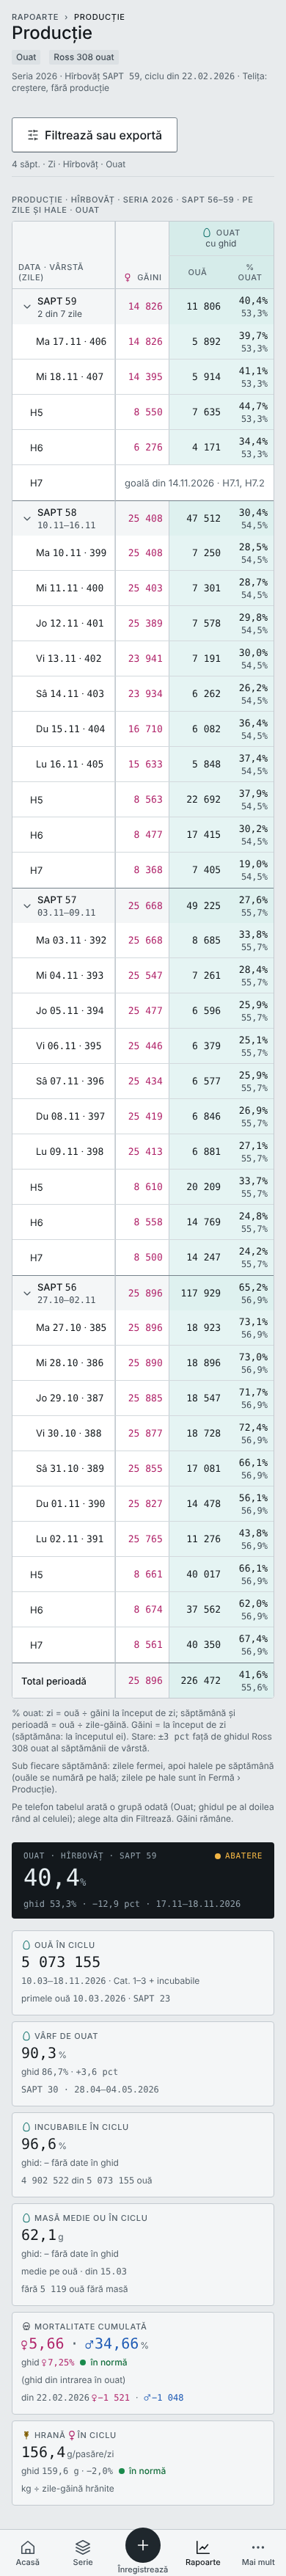 RAPOARTE › PRODUCȚIE
Producție
Ouat Ross 308 ouat
Seria 2026 · Hîrbovăț SAPT 59, ciclu din 22.02.2026 · Telița:
creștere, fără producție
Filtrează sau exportă
4 săpt. · Zi · Hîrbovăț · Ouat
PRODUCȚIE · HÎRBOVĂȚ · SERIA 2026 · SAPT 56–59 · PE
ZILE ȘI HALE · OUAT
OUAT
cu ghid
DATA · VÂRSTĂ
(ZILE)
♀ GĂINI
OUĂ
%
OUAT
SAPT 59
2 din 7 zile
14 826 11 806 40,4%
53,3%
Ma 17.11 · 406 14 826 5 892 39,7%
53,3%
Mi 18.11 · 407 14 395 5 914 41,1%
53,3%
H5 8 550 7 635 44,7%
53,3%
H6 6 276 4 171 34,4%
53,3%
H7 goală din 14.11.2026 · H7.1, H7.2
SAPT 58
10.11–16.11
25 408 47 512 30,4%
54,5%
Ma 10.11 · 399 25 408 7 250 28,5%
54,5%
Mi 11.11 · 400 25 403 7 301 28,7%
54,5%
Jo 12.11 · 401 25 389 7 578 29,8%
54,5%
Vi 13.11 · 402 23 941 7 191 30,0%
54,5%
Sâ 14.11 · 403 23 934 6 262 26,2%
54,5%
Du 15.11 · 404 16 710 6 082 36,4%
54,5%
Lu 16.11 · 405 15 633 5 848 37,4%
54,5%
H5 8 563 22 692 37,9%
54,5%
H6 8 477 17 415 30,2%
54,5%
H7 8 368 7 405 19,0%
54,5%
SAPT 57
03.11–09.11
25 668 49 225 27,6%
55,7%
Ma 03.11 · 392 25 668 8 685 33,8%
55,7%
Mi 04.11 · 393 25 547 7 261 28,4%
55,7%
Jo 05.11 · 394 25 477 6 596 25,9%
55,7%
Vi 06.11 · 395 25 446 6 379 25,1%
55,7%
Sâ 07.11 · 396 25 434 6 577 25,9%
55,7%
Du 08.11 · 397 25 419 6 846 26,9%
55,7%
Lu 09.11 · 398 25 413 6 881 27,1%
55,7%
H5 8 610 20 209 33,7%
55,7%
H6 8 558 14 769 24,8%
55,7%
H7 8 500 14 247 24,2%
55,7%
SAPT 56
27.10–02.11
25 896 117 929 65,2%
56,9%
Ma 27.10 · 385 25 896 18 923 73,1%
56,9%
Mi 28.10 · 386 25 890 18 896 73,0%
56,9%
Jo 29.10 · 387 25 885 18 547 71,7%
56,9%
Vi 30.10 · 388 25 877 18 728 72,4%
56,9%
Sâ 31.10 · 389 25 855 17 081 66,1%
56,9%
Du 01.11 · 390 25 827 14 478 56,1%
56,9%
Lu 02.11 · 391 25 765 11 276 43,8%
56,9%
H5 8 661 40 017 66,1%
56,9%
H6 8 674 37 562 62,0%
56,9%
H7 8 561 40 350 67,4%
56,9%
Total perioadă 25 896 226 472 41,6%
55,6%
% ouat: zi = ouă ÷ găini la început de zi; săptămână și
perioadă = ouă ÷ zile-găină. Găini = la început de zi
(săptămâna: la începutul ei). Stare: ±3 pct față de ghidul Ross
308 ouat al săptămânii de vârstă.
Sub fiecare săptămână: zilele fermei, apoi halele pe săptămână
(ouăle se numără pe hală; zilele pe hale sunt în Fermă ›
Producție).
Pe telefon tabelul arată o grupă odată (Ouat; ghidul pe al doilea
rând al celulei); alege alta din Filtrează. Găini rămâne.
OUAT · HÎRBOVĂȚ · SAPT 59 ABATERE
40,4%
ghid 53,3% · −12,9 pct · 17.11–18.11.2026
OUĂ ÎN CICLU
5 073 155
10.03–18.11.2026 · Cat. 1–3 + incubabile
primele ouă 10.03.2026 · SAPT 23
VÂRF DE OUAT
90,3 %
ghid 86,7% · +3,6 pct
SAPT 30 · 28.04–04.05.2026
INCUBABILE ÎN CICLU
96,6 %
ghid: – fără date în ghid
4 902 522 din 5 073 155 ouă
MASĂ MEDIE OU ÎN CICLU
62,1 g
ghid: – fără date în ghid
medie pe ouă · din 15.03
fără 5 119 ouă fără masă
MORTALITATE CUMULATĂ
♀5,66 · ♂34,66 %
ghid ♀7,25% în normă
(ghid din intrarea în ouat)
din 22.02.2026 ♀−1 521 · ♂−1 048
HRANĂ ♀ ÎN CICLU
156,4 g/pasăre/zi
ghid 159,6 g · −2,0% în normă
kg ÷ zile-găină hrănite
Acasă Serie Înregistrează Rapoarte Mai mult